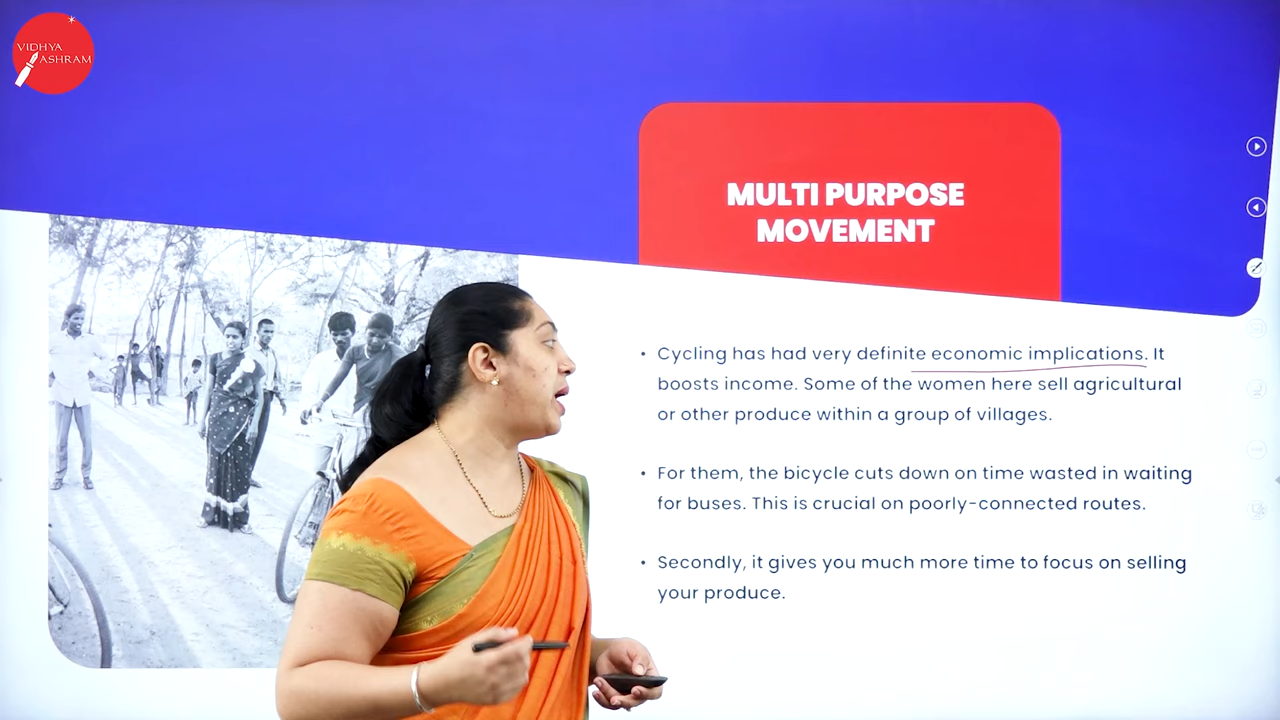 VIDHYA
ASHRAM
MULTI PURPOSE
MOVEMENT
• Cycling has had very definite economic implications. It
boosts income. Some of the women here sell agricultural
or other produce within a group of villages.
• For them, the bicycle cuts down on time wasted in waiting
for buses. This is crucial on poorly-connected routes.
• Secondly, it gives you much more time to focus on selling
your produce.